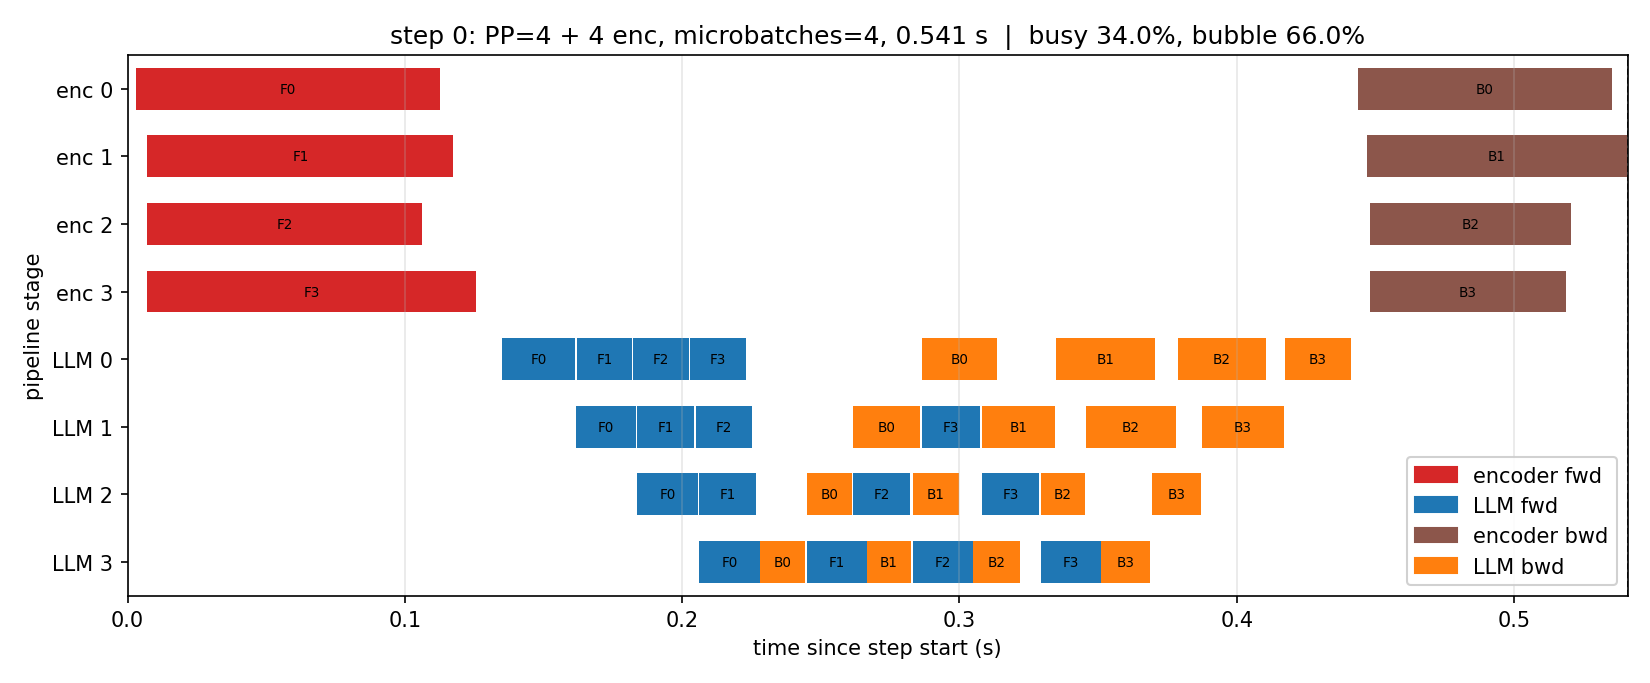 step 0: PP=4 + 4 enc, microbatches=4, 0.541 s | busy 34.0%, bubble 66.0%
pipeline stage
enc 0 F0 B0
enc 1 F1 B1
enc 2 F2 B2
enc 3 F3 B3
LLM 0 F0 F1 F2 F3 B0 B1 B2 B3
LLM 1 F0 F1 F2 B0 F3 B1 B2 B3
LLM 2 F0 F1 B0 F2 B1 F3 B2 B3
LLM 3 F0 B0 F1 B1 F2 B2 F3 B3
encoder fwd
LLM fwd
encoder bwd
LLM bwd
0.0 0.1 0.2 0.3 0.4 0.5
time since step start (s)